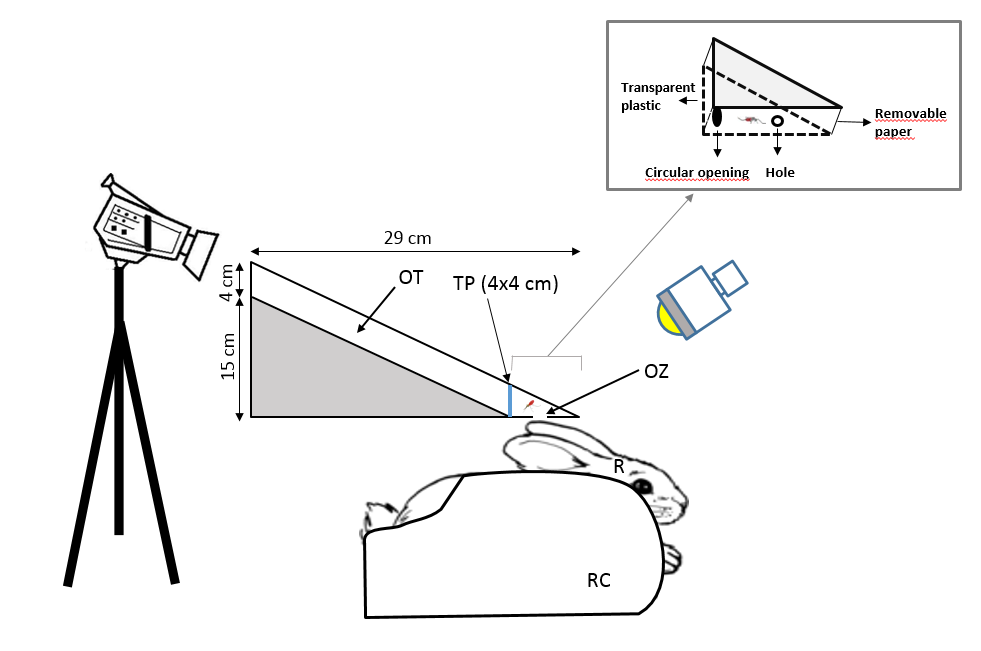 Transparent
plastic
Removable
paper
Circular opening
Hole
29 cm
4 cm
OT
TP (4x4 cm)
15 cm
OZ
R
RC